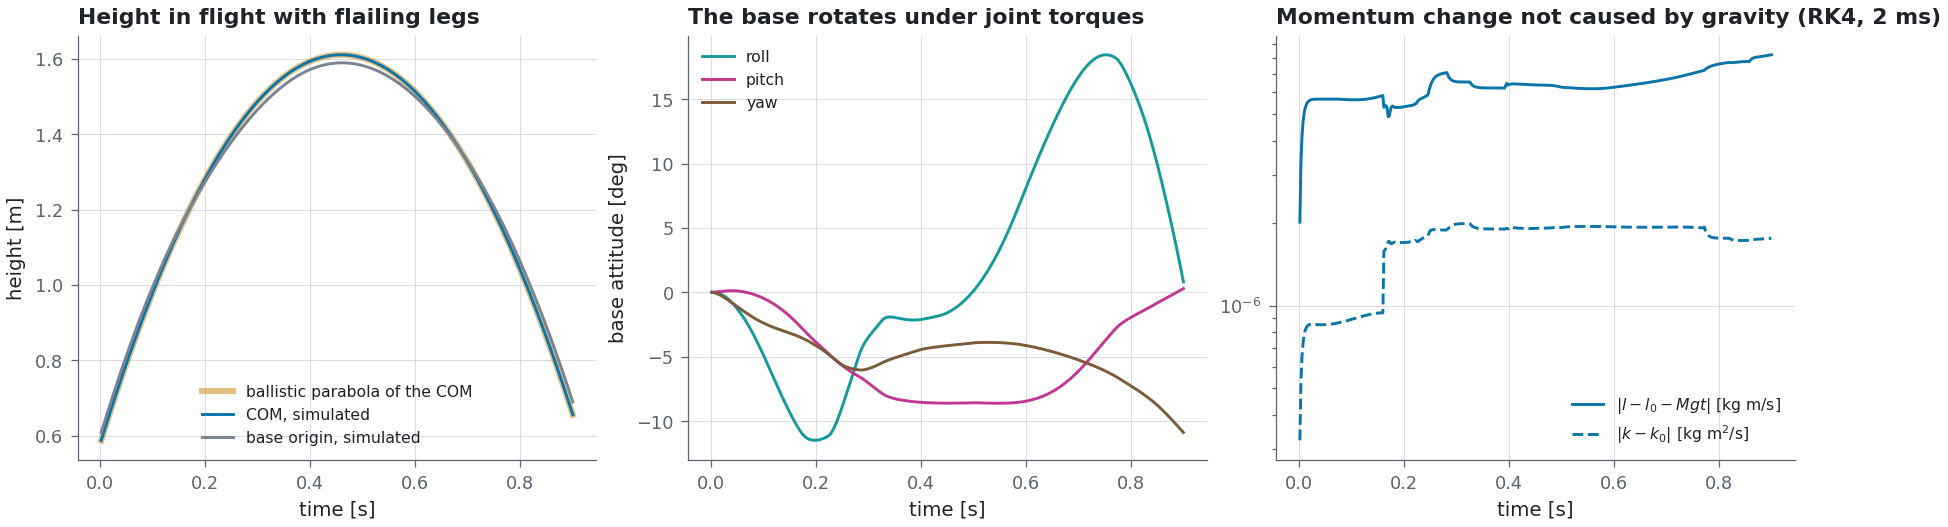 Height in flight with flailing legs
height [m]
1.6
1.4
1.2
1.0
0.8
0.6
ballistic parabola of the COM
COM, simulated
base origin, simulated
0.0 0.2 0.4 0.6 0.8
time [s]
The base rotates under joint torques
base attitude [deg]
roll
pitch
yaw
15
10
5
0
−5
−10
0.0 0.2 0.4 0.6 0.8
time [s]
Momentum change not caused by gravity (RK4, 2 ms)
10⁻⁶
|l − l₀ − Mgt| [kg m/s]
|k − k₀| [kg m²/s]
0.0 0.2 0.4 0.6 0.8
time [s]